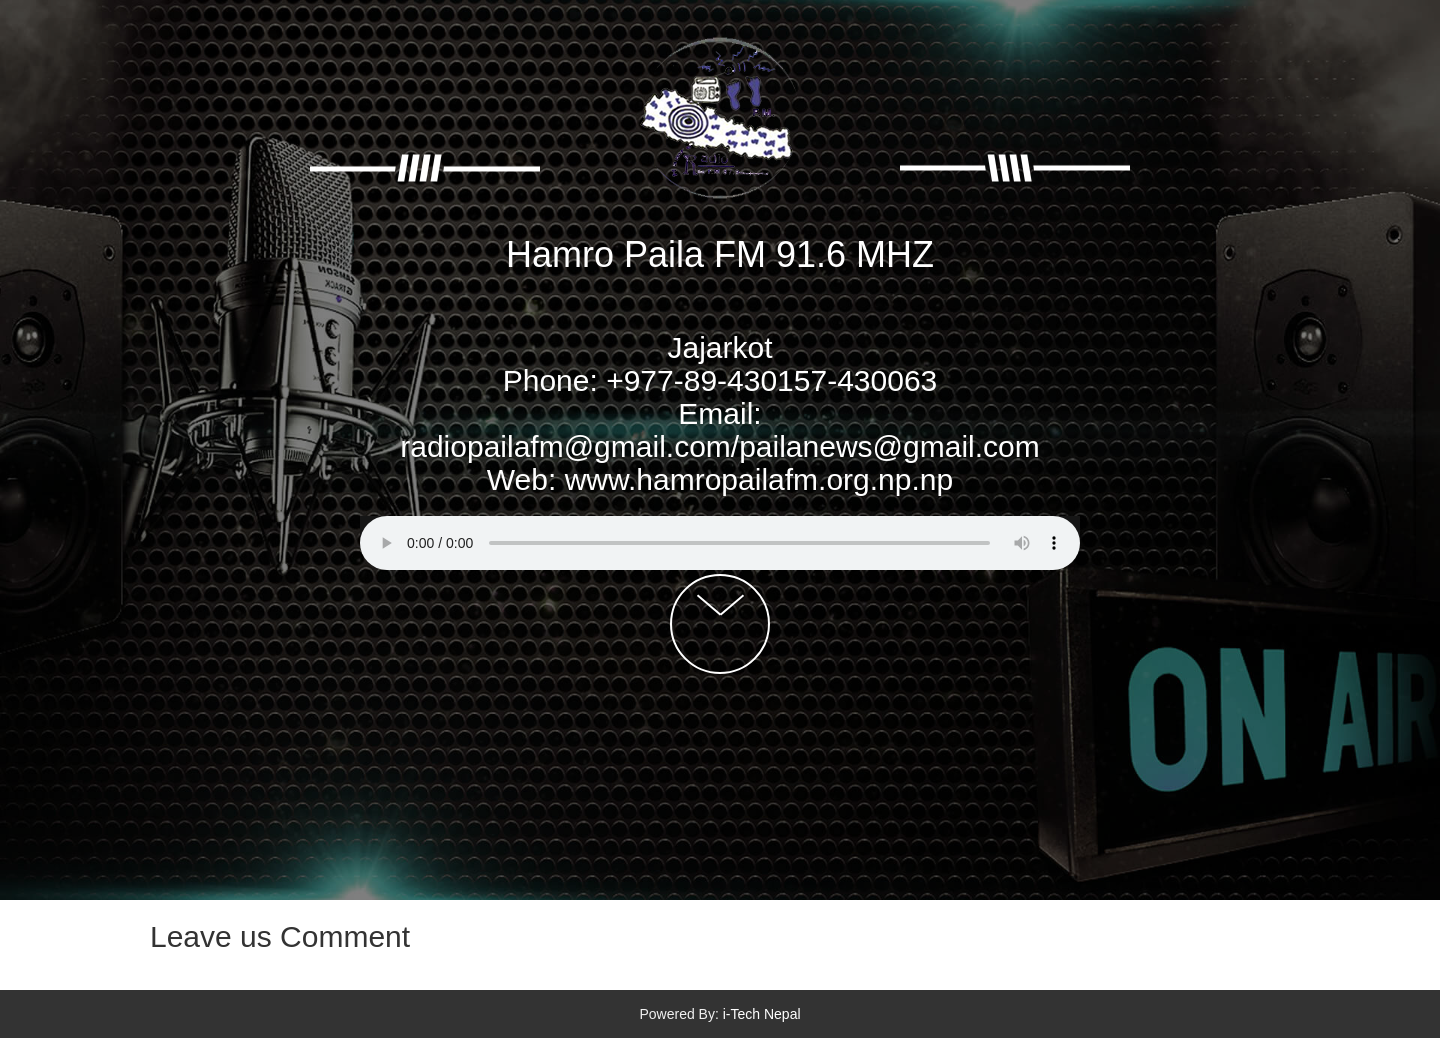 Hamro Paila FM 91.6 MHZ
SAMSON
GTRACK
Jajarkot
Phone: +977-89-430157-430063
Email:
radiopailafm@gmail.com/pailanews@gmail.com
Web: www.hamropailafm.org.np.np
0:00 / 0:00
ON AIR
Leave us Comment
Powered By: i-Tech Nepal